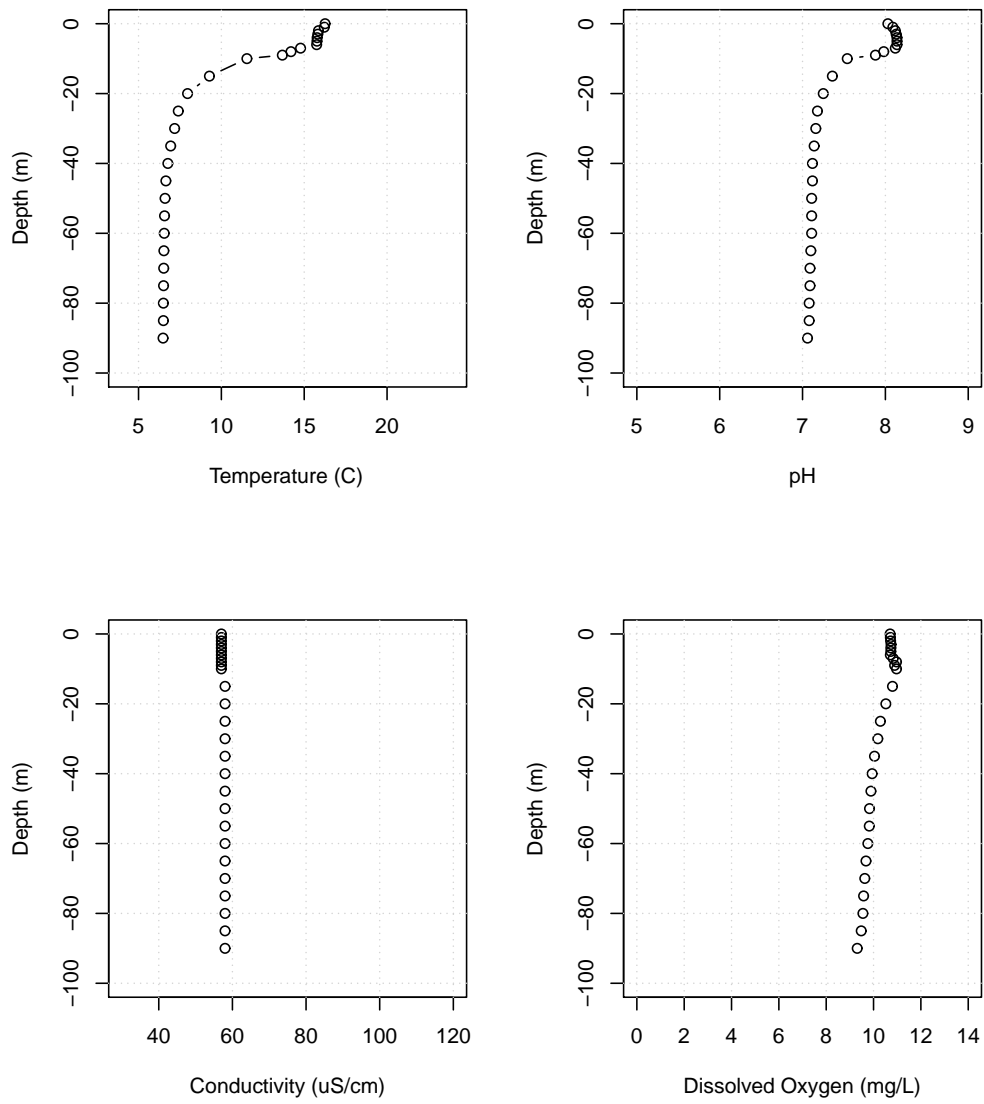 0
−20
−40
−60
−80
−100
Depth (m)
5 10 15 20
Temperature (C)
0
−20
−40
−60
−80
−100
Depth (m)
5 6 7 8 9
pH
0
−20
−40
−60
−80
−100
Depth (m)
40 60 80 100 120
Conductivity (uS/cm)
0
−20
−40
−60
−80
−100
Depth (m)
0 2 4 6 8 10 12 14
Dissolved Oxygen (mg/L)